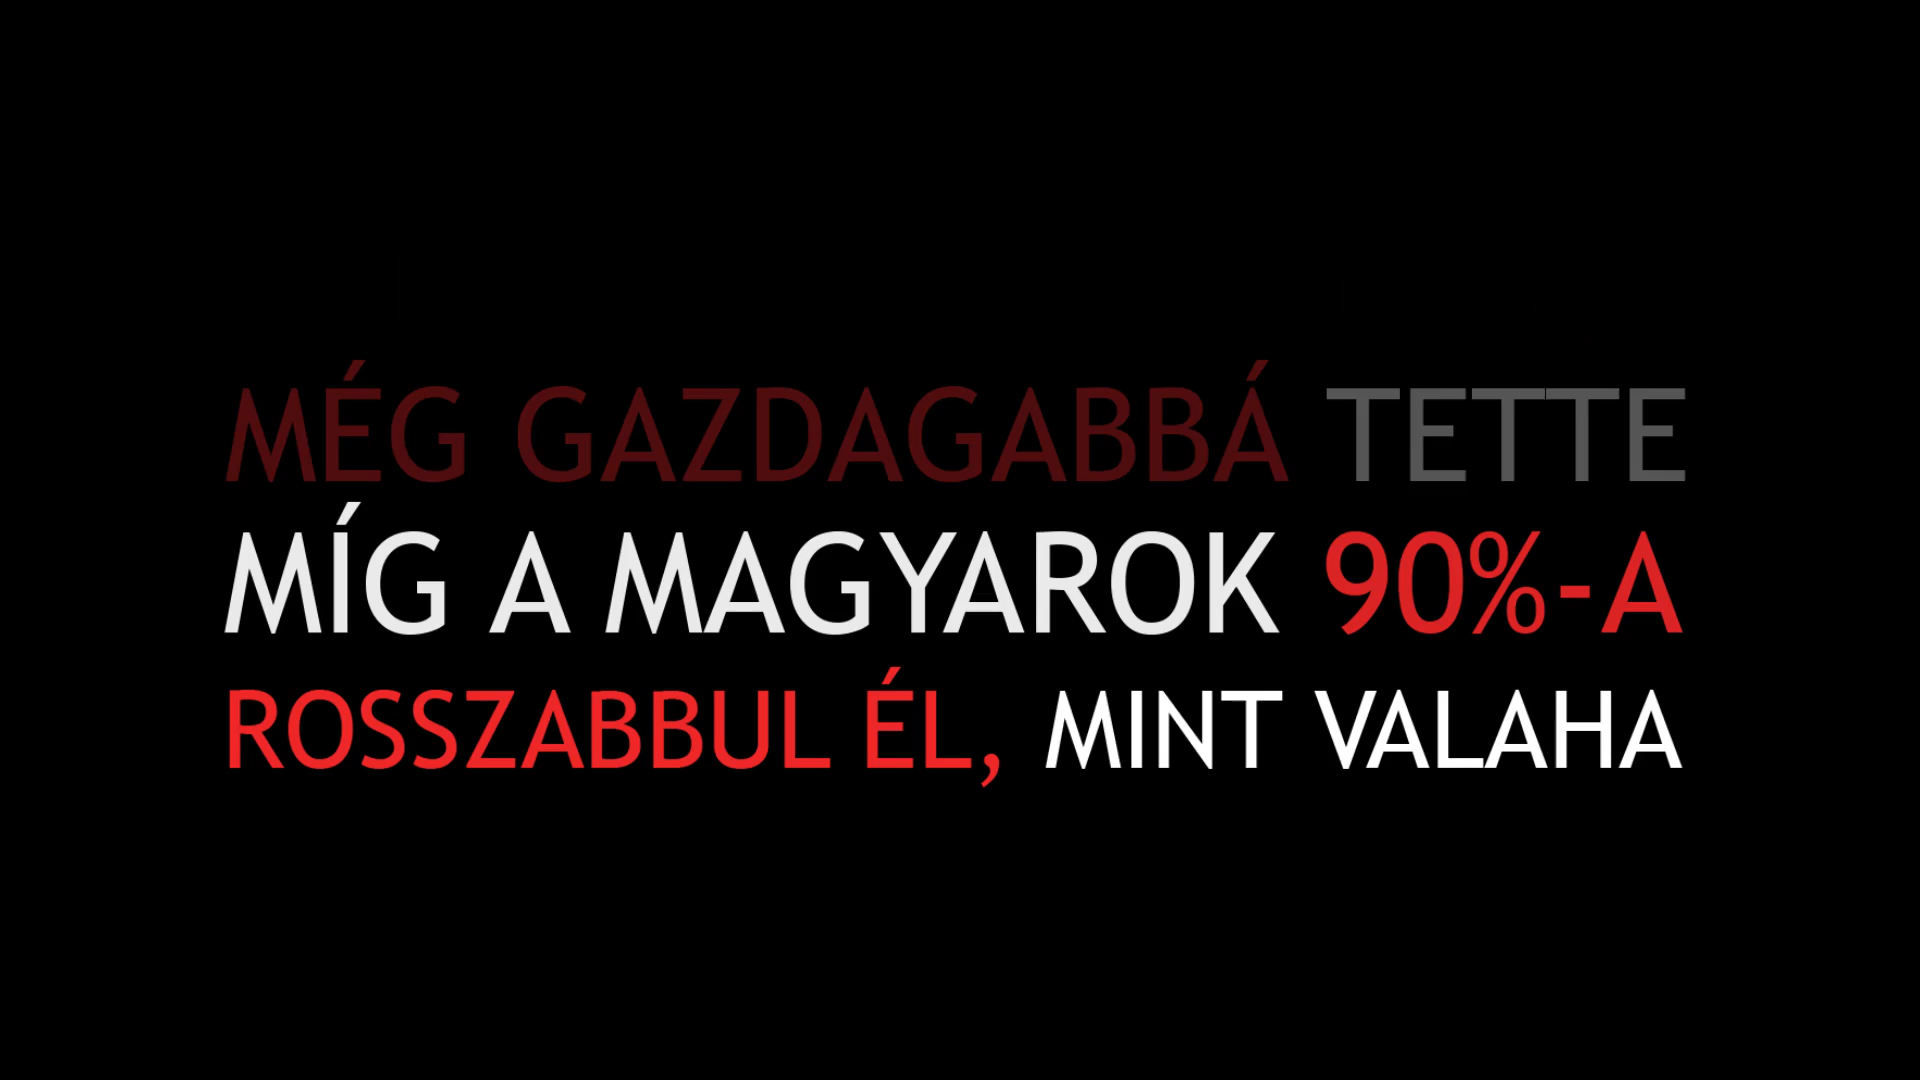 MÉG GAZDAGABBÁ TETTE
MÍG A MAGYAROK 90%-A
ROSSZABBUL ÉL, MINT VALAHA